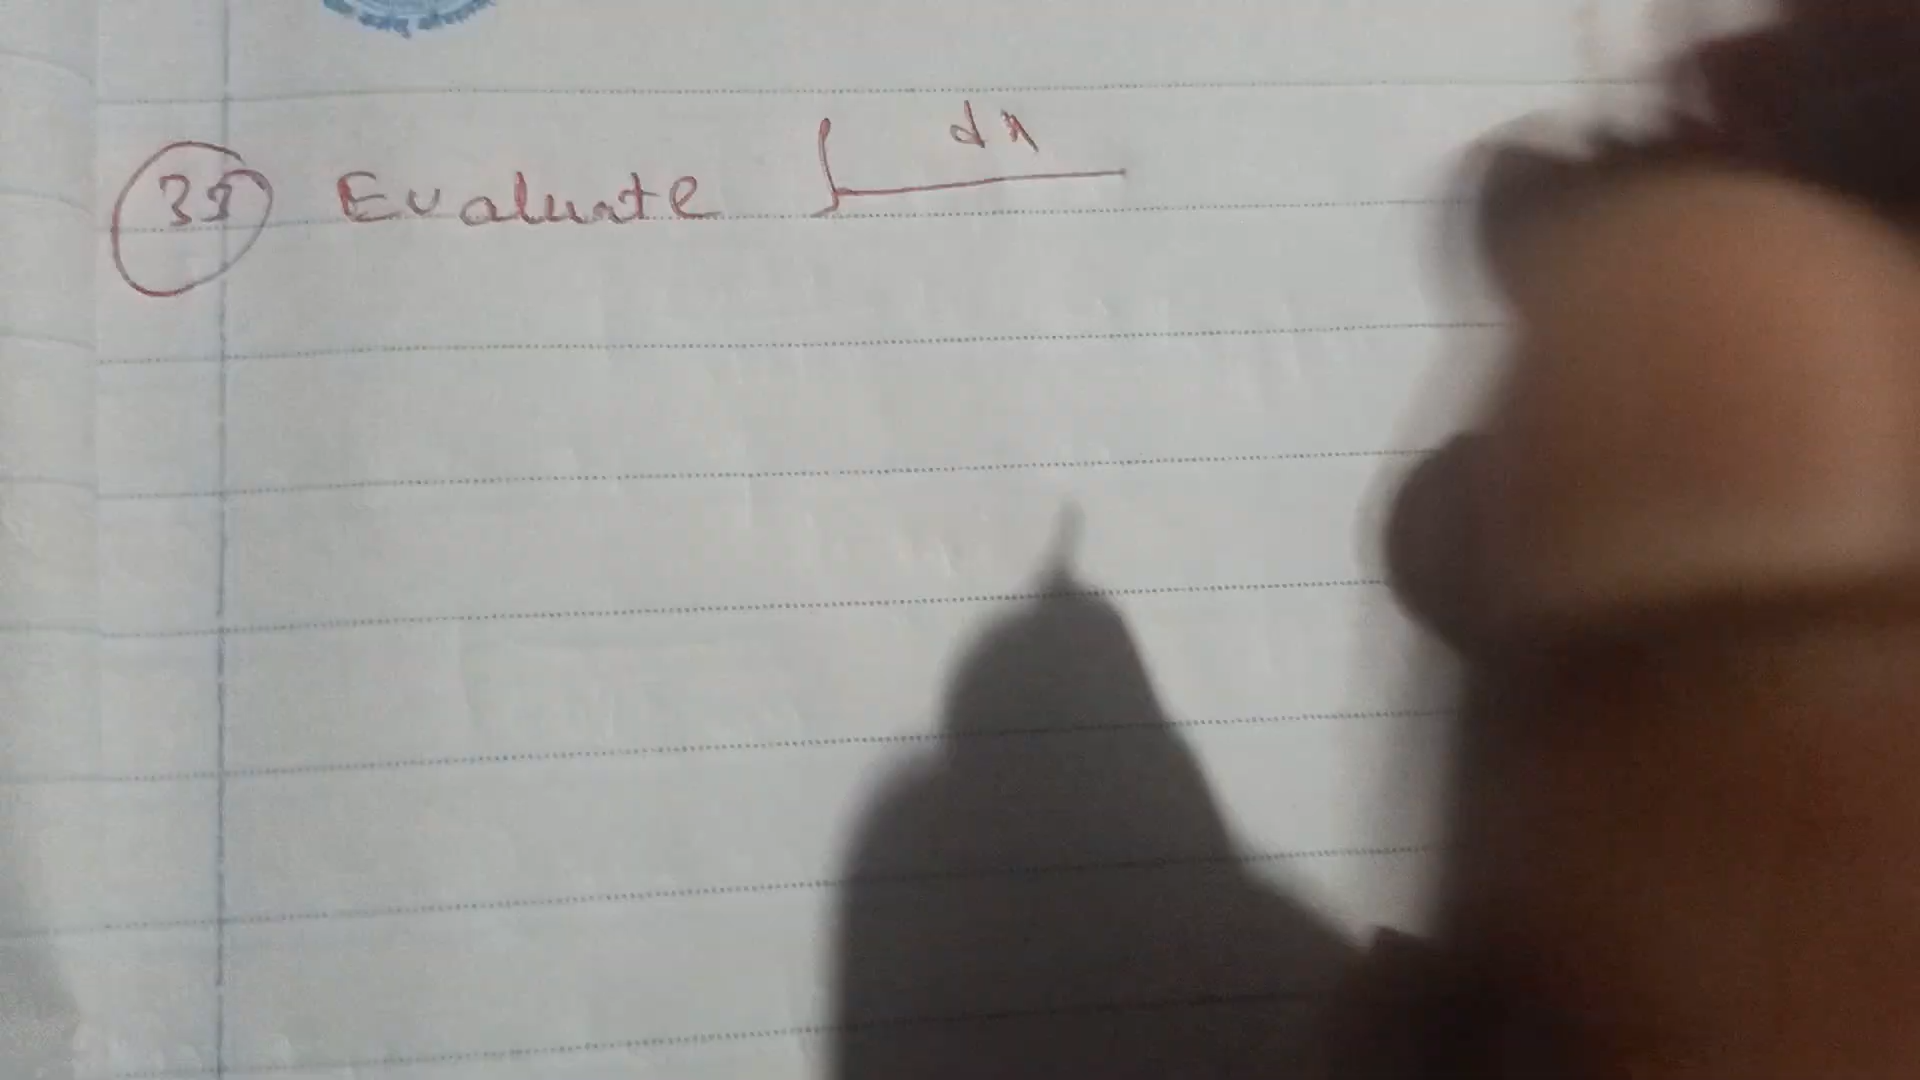 35 Evaluate ∫ dx